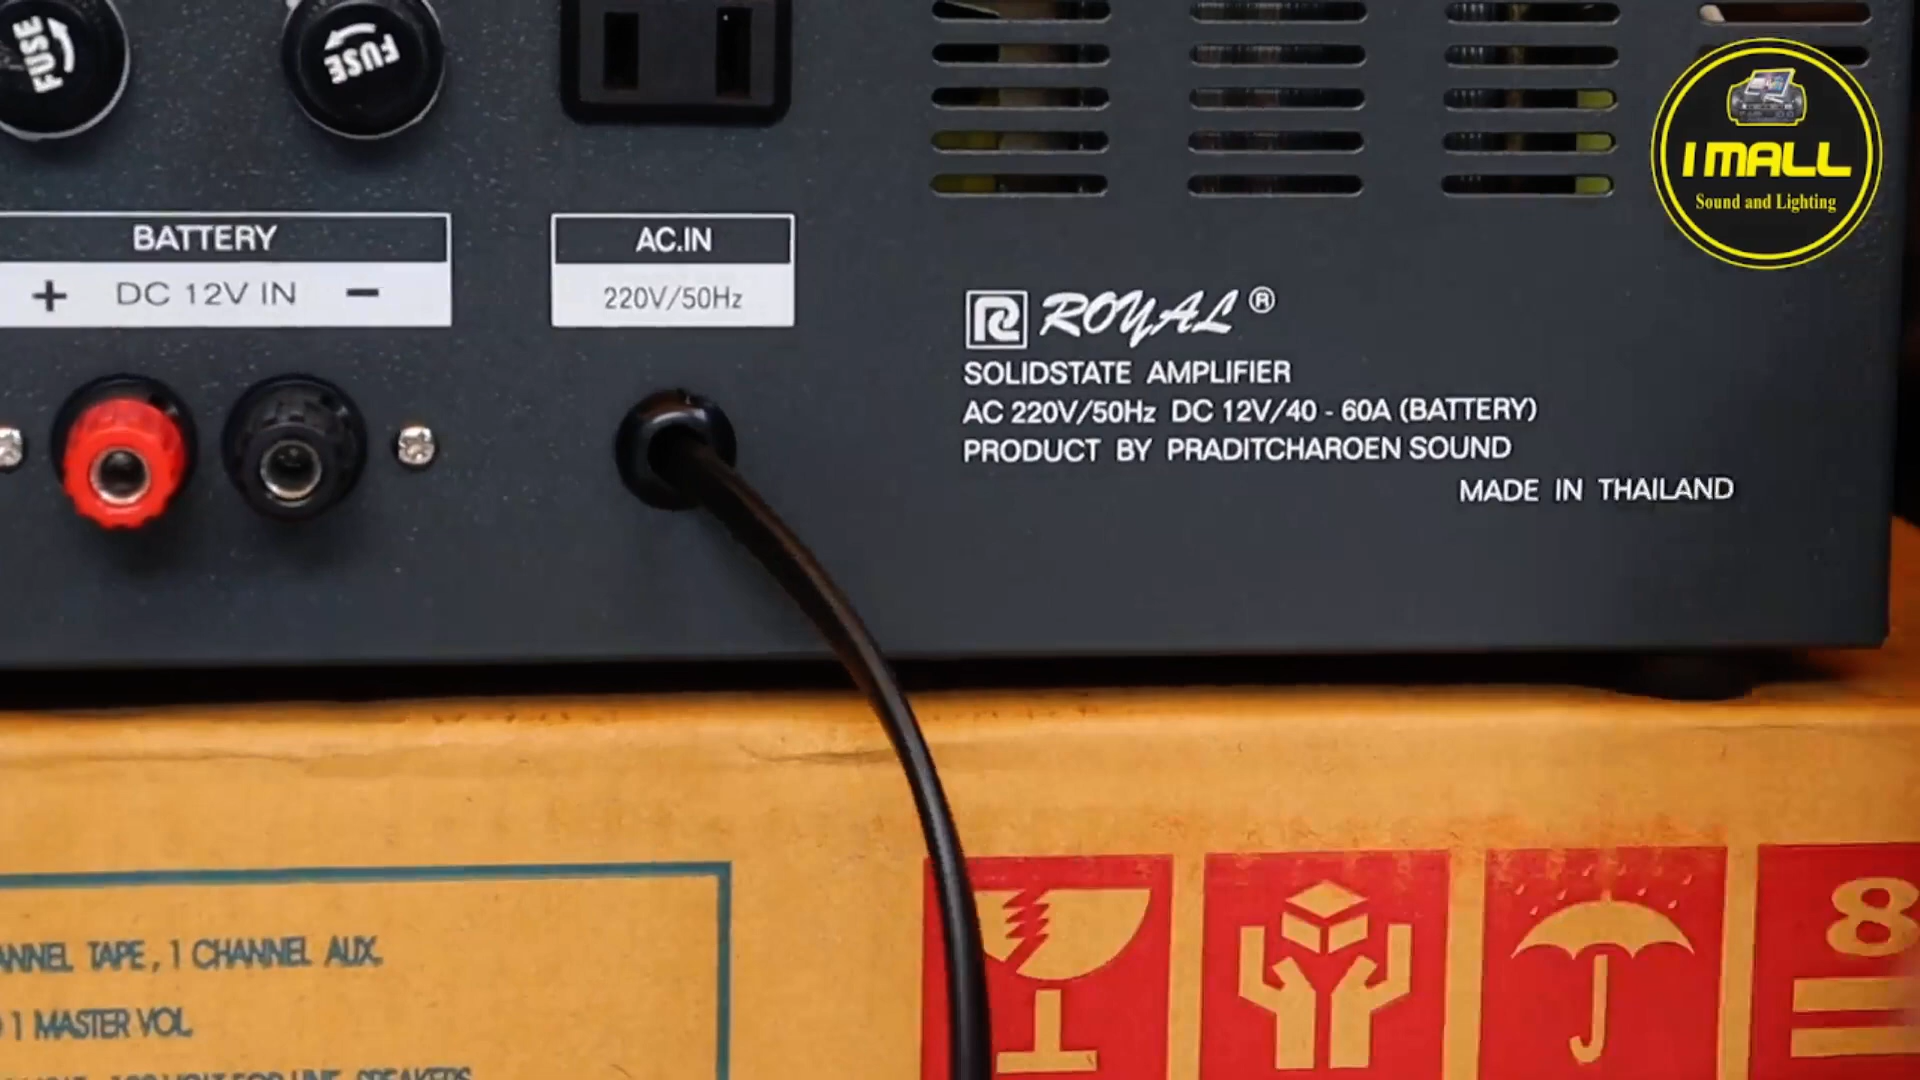 FUSE
FUSE
I MALL
Sound and Lighting
BATTERY
+ DC 12V IN −
AC.IN
220V/50Hz
ROYAL ®
SOLIDSTATE AMPLIFIER
AC 220V/50Hz DC 12V/40 - 60A (BATTERY)
PRODUCT BY PRADITCHAROEN SOUND
MADE IN THAILAND
TAPE , 1 CHANNEL AUX.
1 MASTER VOL
8